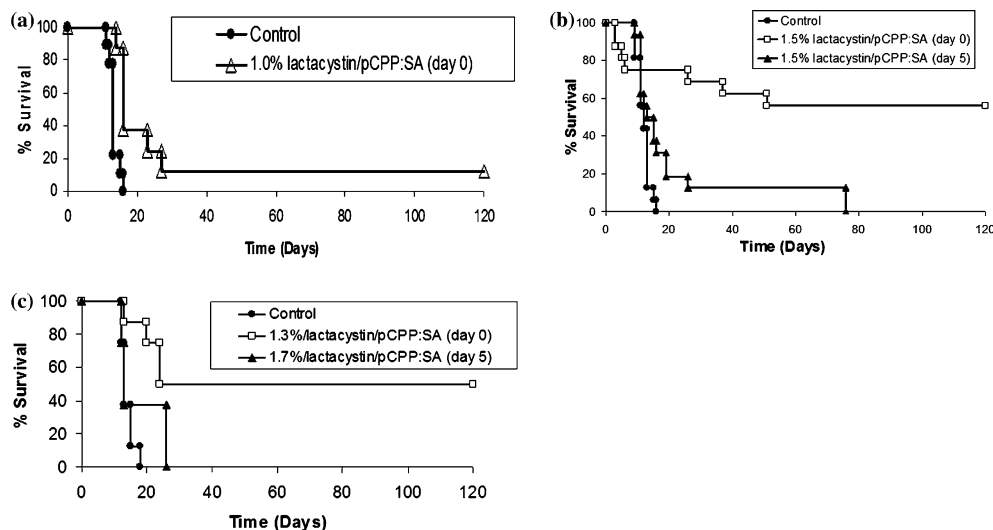 (a)
100
80
60
40
20
0
% Survival
Control
1.0% lactacystin/pCPP:SA (day 0)
0 20 40 60 80 100 120
Time (Days)
(b)
100
80
60
40
20
0
% Survival
Control
1.5% lactacystin/pCPP:SA (day 0)
1.5% lactacystin/pCPP:SA (day 5)
0 20 40 60 80 100 120
Time (Days)
(c)
100
80
60
40
20
0
% Survival
Control
1.3%/lactacystin/pCPP:SA (day 0)
1.7%/lactacystin/pCPP:SA (day 5)
0 20 40 60 80 100 120
Time (Days)